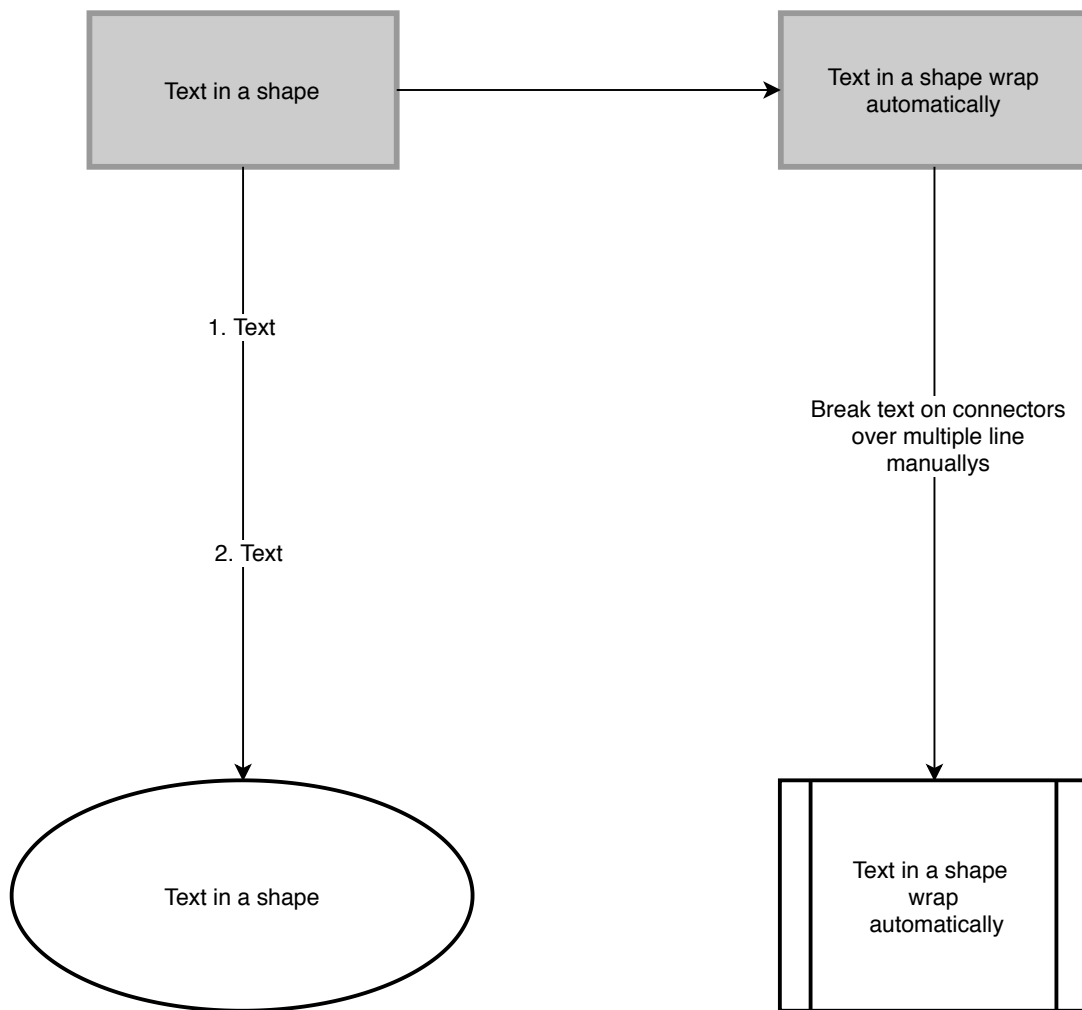 Text in a shape
Text in a shape wrap
automatically
1. Text
Break text on connectors
over multiple line
manuallys
2. Text
Text in a shape
Text in a shape
wrap
automatically